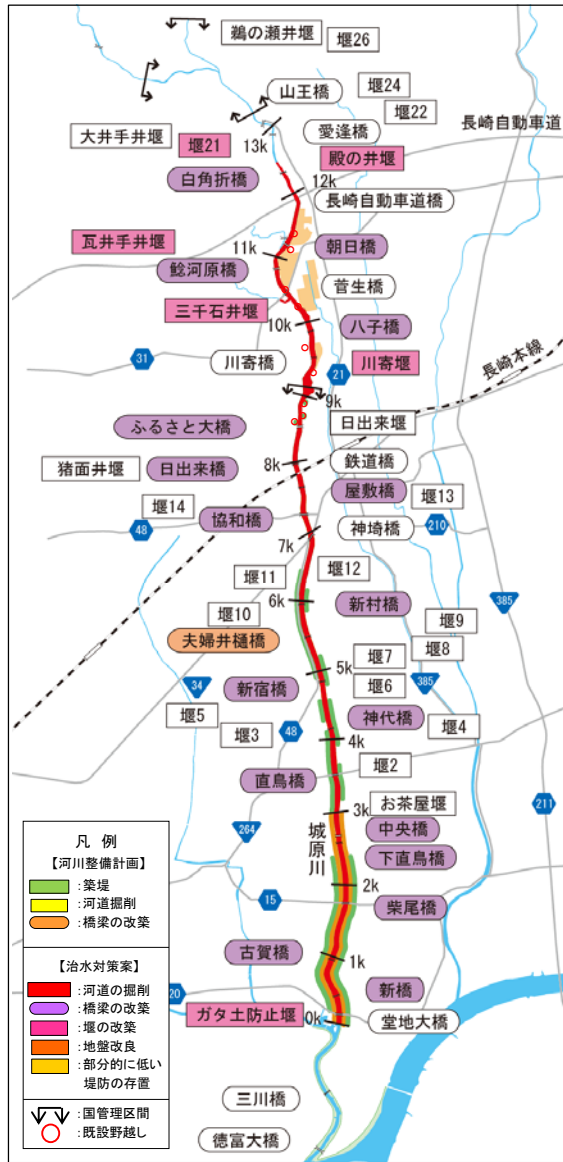 鵜の瀬井堰
堰26
山王橋
堰24
堰22
大井手井堰
堰21
13k
愛逢橋
長崎自動車道
殿の井堰
白角折橋
12k
長崎自動車道橋
瓦井手井堰
11k
朝日橋
鯰河原橋
菅生橋
三千石井堰
10k
八子橋
31
川寄橋
21
川寄堰
長崎本線
9k
ふるさと大橋
日出来堰
猪面井堰
日出来橋
8k
鉄道橋
屋敷橋
堰13
堰14
48
協和橋
7k
神埼橋
210
堰11
堰12
385
6k
堰10
新村橋
堰9
夫婦井樋橋
堰8
堰7
5k
34
新宿橋
堰6
385
堰5
堰3
48
神代橋
堰4
4k
直鳥橋
堰2
3k
お茶屋堰
211
264
城原川
中央橋
下直鳥橋
2k
15
柴尾橋
古賀橋
1k
新橋
20
ガタ土防止堰
0k
堂地大橋
三川橋
徳富大橋
凡 例
【河川整備計画】
:築堤
:河道掘削
:橋梁の改築
【治水対策案】
:河道の掘削
:橋梁の改築
:堰の改築
:地盤改良
:部分的に低い
堤防の存置
:国管理区間
:既設野越し